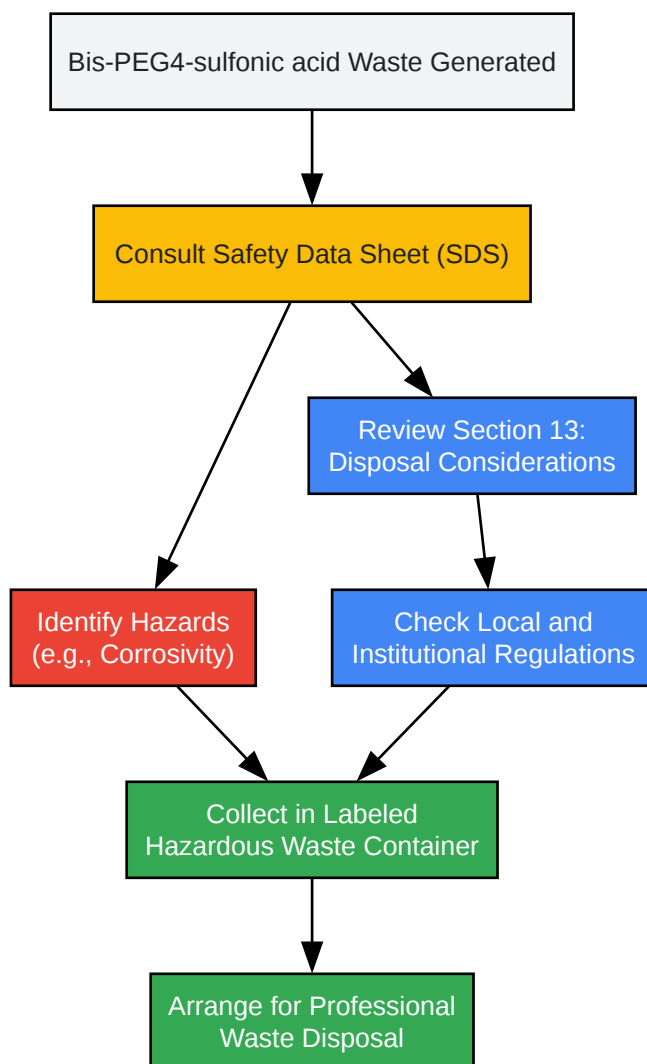 Bis-PEG4-sulfonic acid Waste Generated
Consult Safety Data Sheet (SDS)
Review Section 13:
Disposal Considerations
Identify Hazards
(e.g., Corrosivity)
Check Local and
Institutional Regulations
Collect in Labeled
Hazardous Waste Container
Arrange for Professional
Waste Disposal